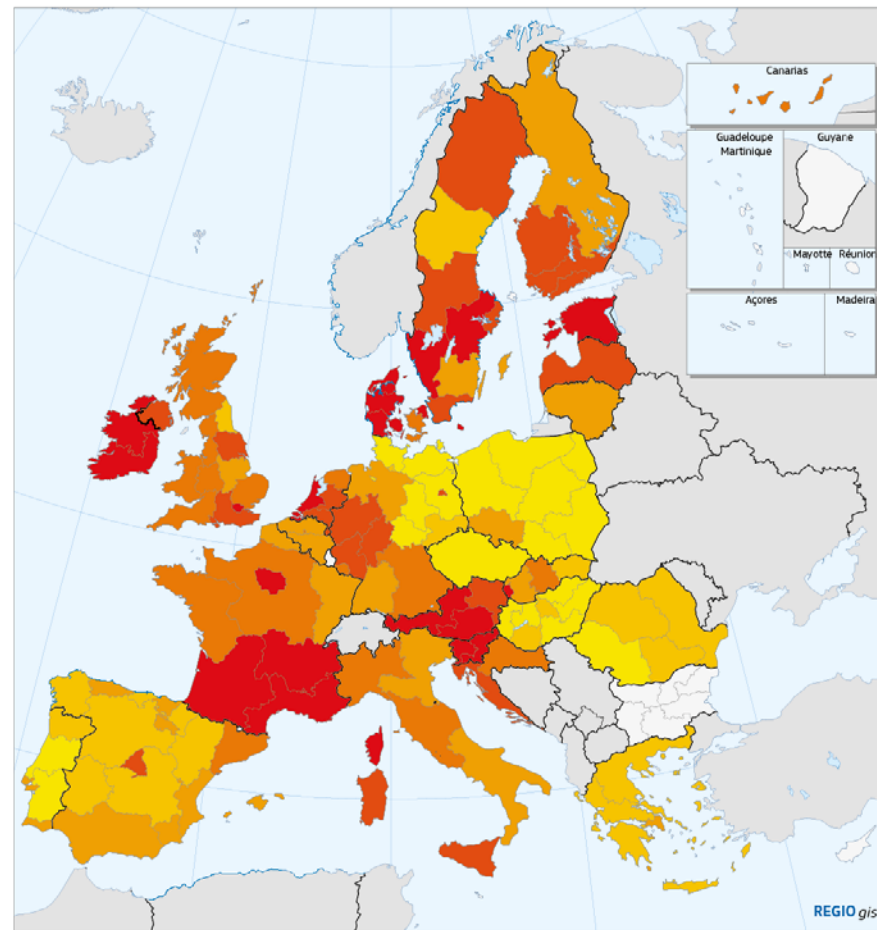 Canarias
Guadeloupe
Martinique
Guyane
Mayotte
Réunion
Açores
Madeira
REGIOgis